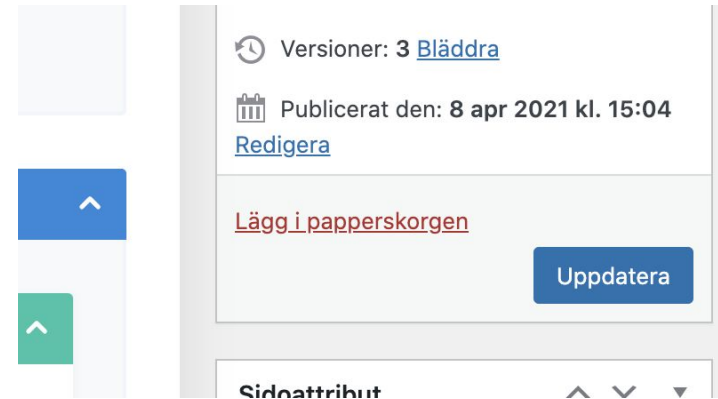 Versioner: 3 Bläddra
Publicerat den: 8 apr 2021 kl. 15:04
Redigera
Lägg i papperskorgen
Uppdatera
Sidoattribut